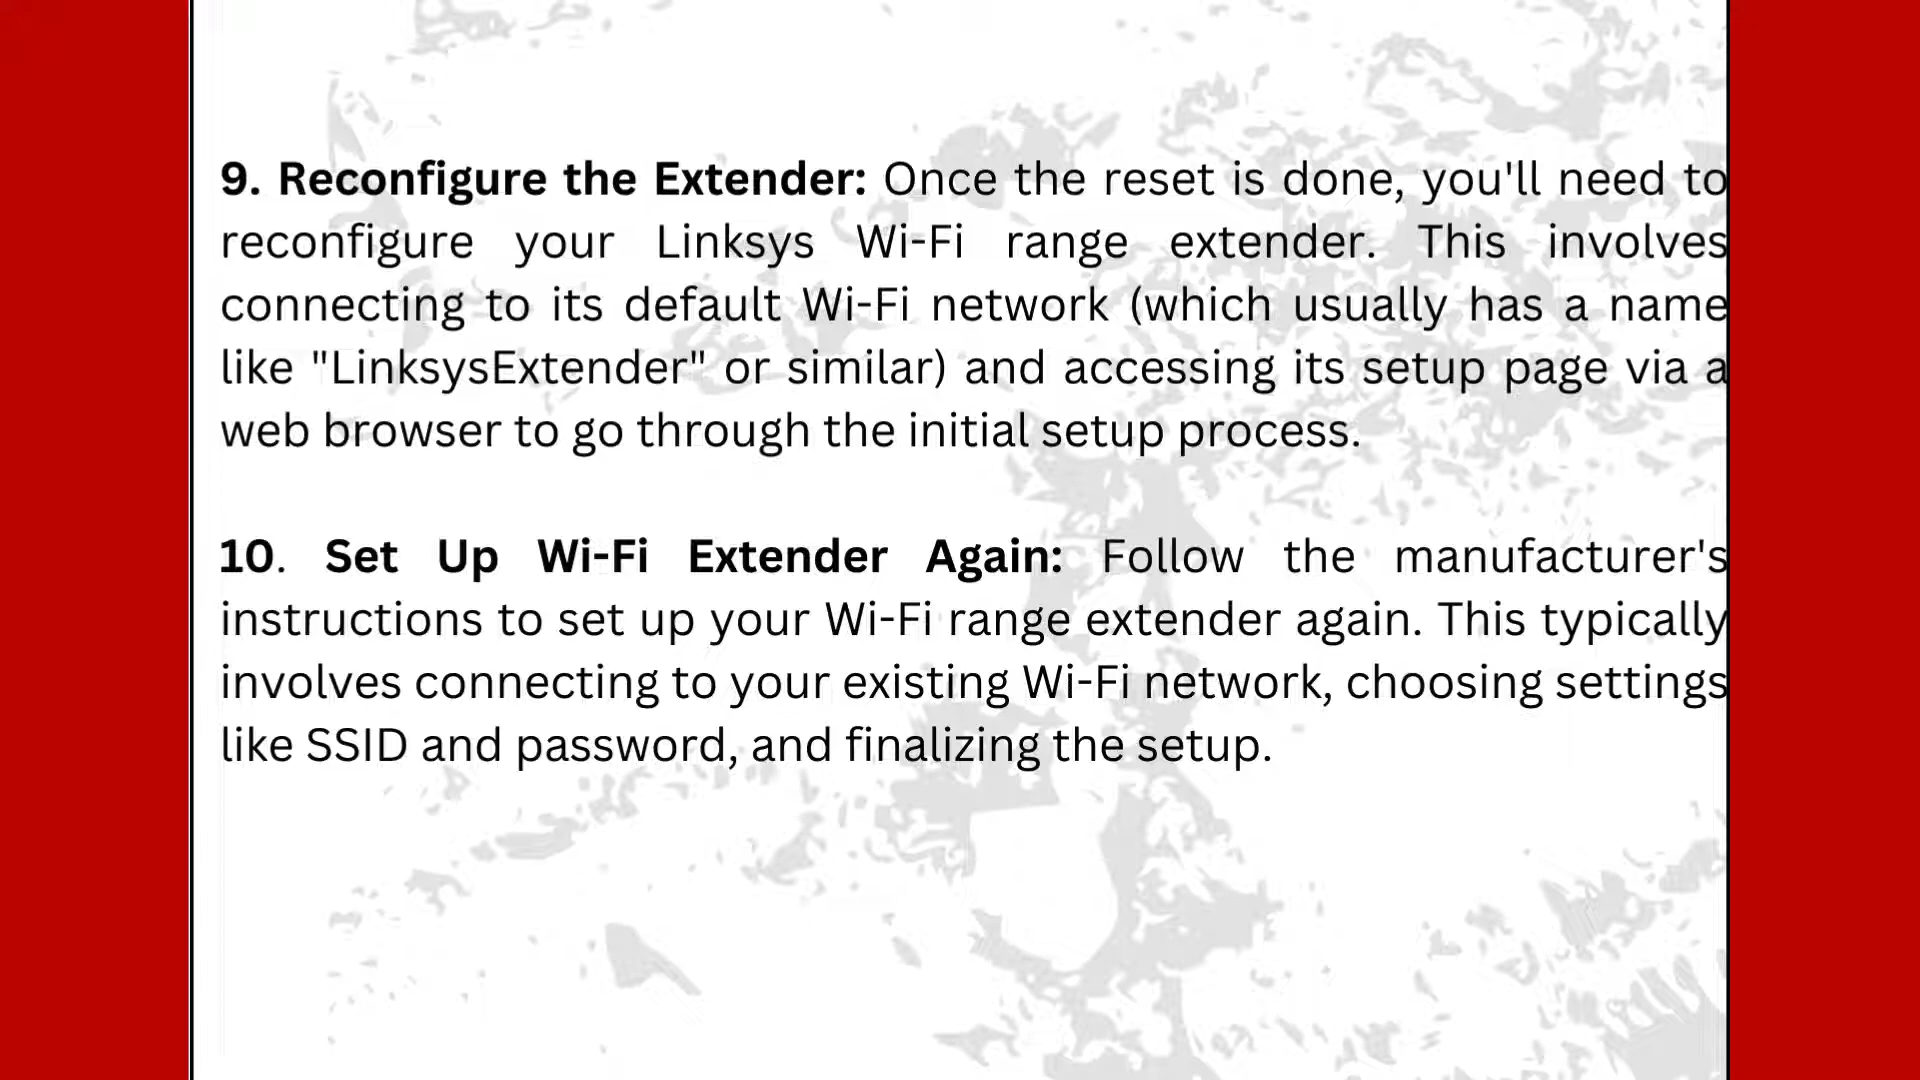 9. Reconfigure the Extender: Once the reset is done, you'll need to
reconfigure your Linksys Wi-Fi range extender. This involves
connecting to its default Wi-Fi network (which usually has a name
like "LinksysExtender" or similar) and accessing its setup page via a
web browser to go through the initial setup process.
10. Set Up Wi-Fi Extender Again: Follow the manufacturer's
instructions to set up your Wi-Fi range extender again. This typically
involves connecting to your existing Wi-Fi network, choosing settings
like SSID and password, and finalizing the setup.